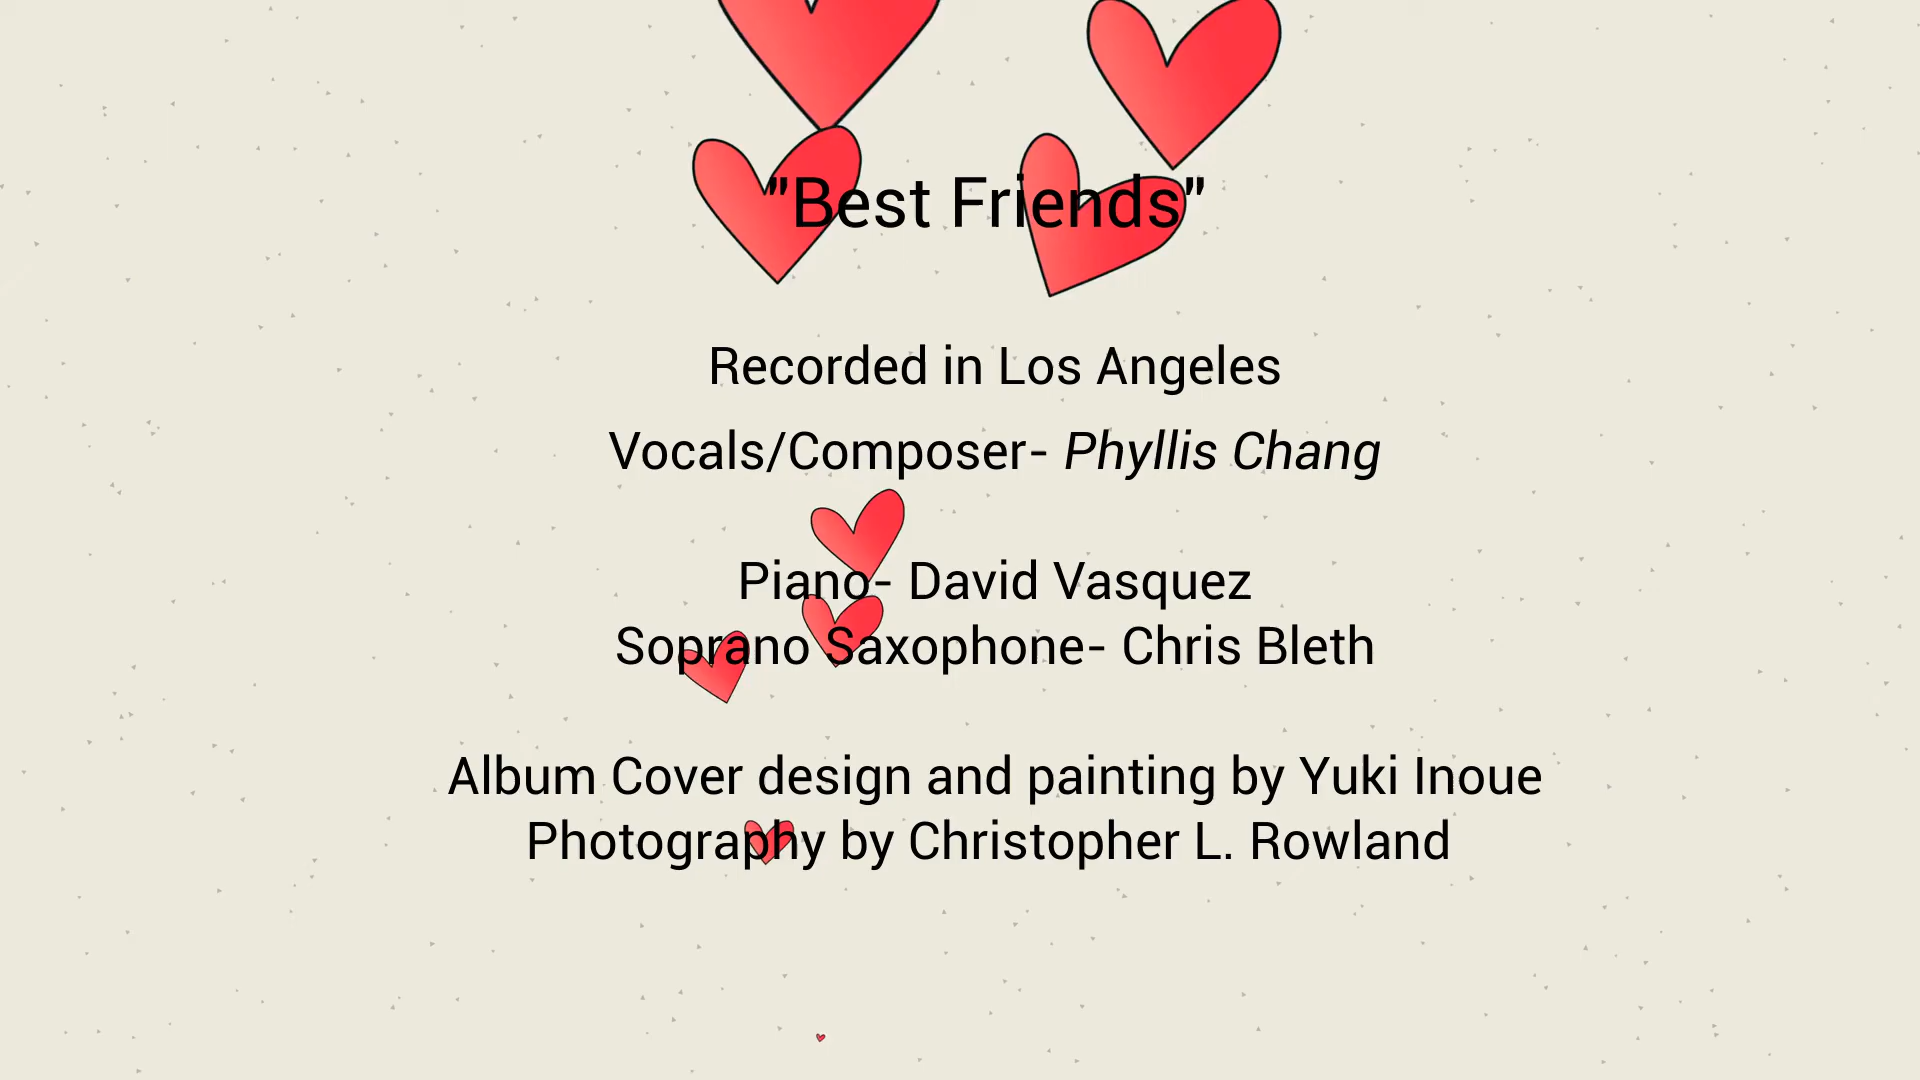 "Best Friends"
Recorded in Los Angeles
Vocals/Composer- Phyllis Chang
Piano- David Vasquez
Soprano Saxophone- Chris Bleth
Album Cover design and painting by Yuki Inoue
Photography by Christopher L. Rowland